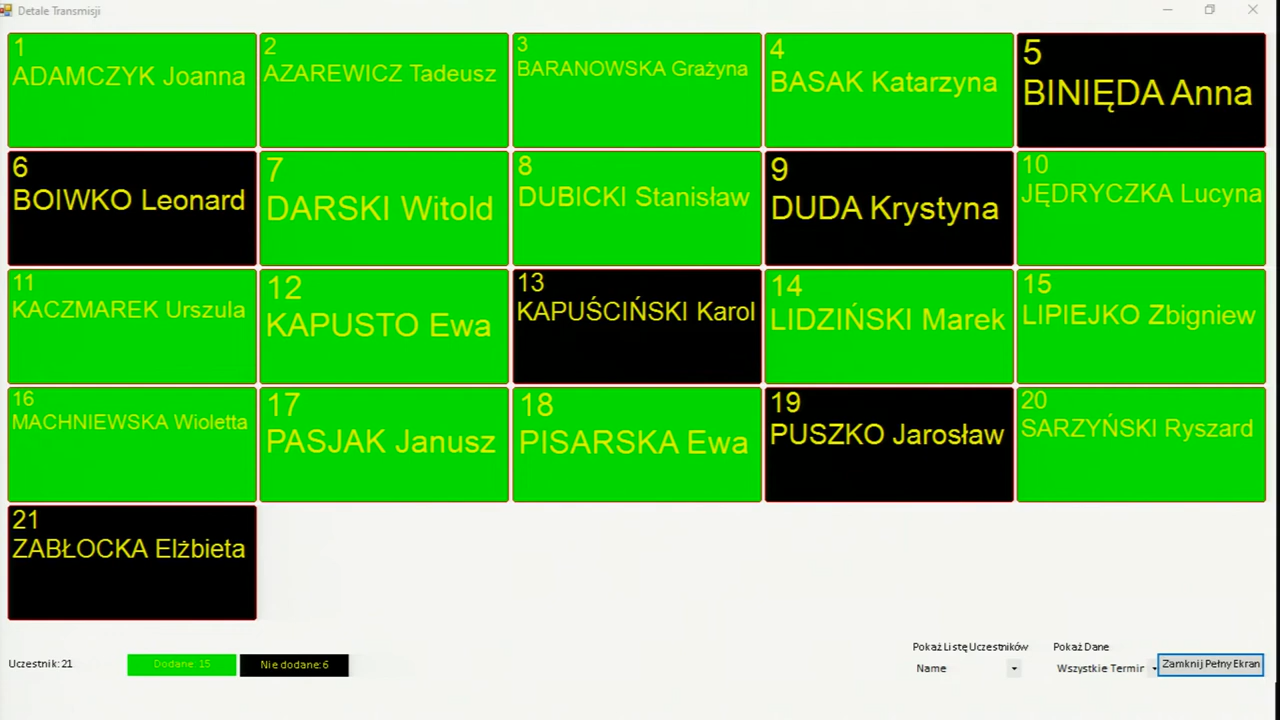 Detale Transmisji
1
ADAMCZYK Joanna
2
AZAREWICZ Tadeusz
3
BARANOWSKA Grażyna
4
BASAK Katarzyna
5
BINIĘDA Anna
6
BOIWKO Leonard
7
DARSKI Witold
8
DUBICKI Stanisław
9
DUDA Krystyna
10
JĘDRYCZKA Lucyna
11
KACZMAREK Urszula
12
KAPUSTO Ewa
13
KAPUŚCIŃSKI Karol
14
LIDZIŃSKI Marek
15
LIPIEJKO Zbigniew
16
MACHNIEWSKA Wioletta
17
PASJAK Janusz
18
PISARSKA Ewa
19
PUSZKO Jarosław
20
SARZYŃSKI Ryszard
21
ZABŁOCKA Elżbieta
Uczestnik: 21
Dodane: 15
Nie dodane:6
Pokaż Listę Uczestników
Name
Pokaż Dane
Wszystkie Termir
Zamknij Pełny Ekran